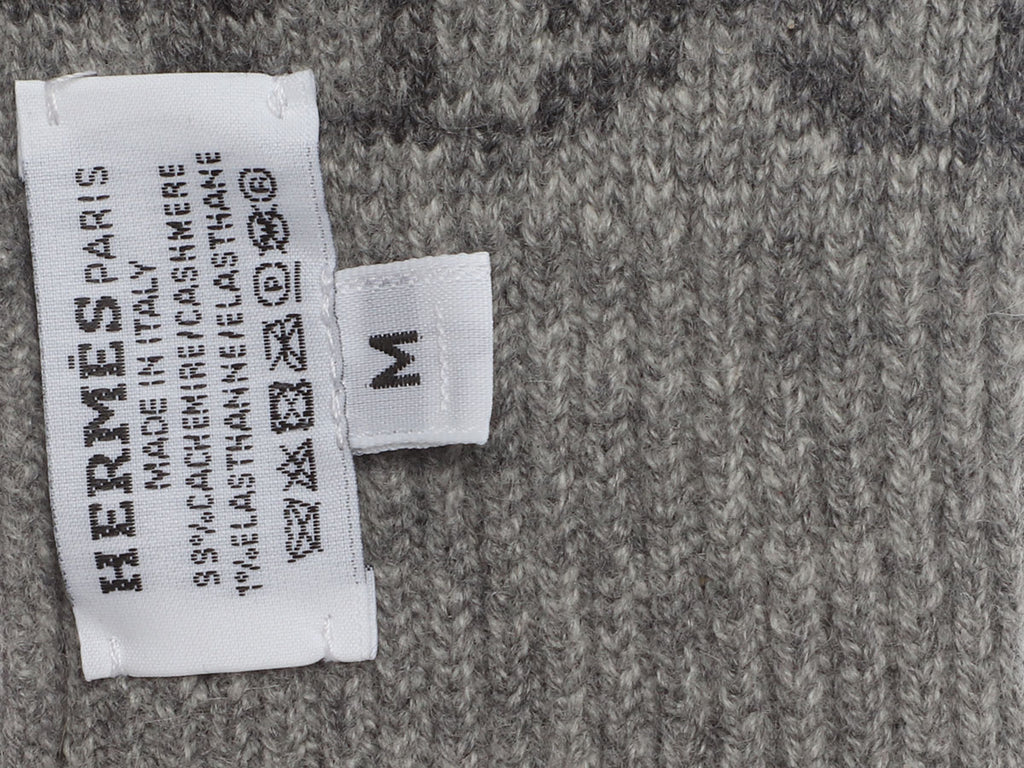 HERMÈS PARIS
MADE IN ITALY
99%CACHEMIRE/CASHMERE
1%ELASTHANNE/ELASTHANE
M